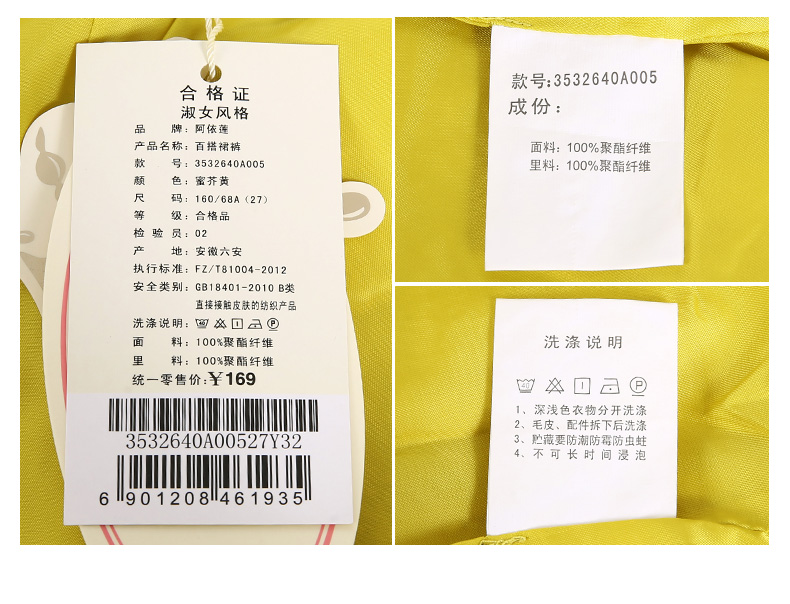 合格证
淑女风格
品 牌：阿依莲
产品名称：百搭裙裤
款 号：3532640A005
颜 色：蜜芥黄
尺 码：160/68A（27）
等 级：合格品
检 验 员：02
产 地：安徽六安
执行标准：FZ/T81004-2012
安全类别：GB18401-2010 B类
直接接触皮肤的纺织产品
洗涤说明：
面 料：100%聚酯纤维
里 料：100%聚酯纤维
统一零售价：¥169
3532640A00527Y32
6 901208 461935
款号:3532640A005
成份：
面料：100%聚酯纤维
里料：100%聚酯纤维
洗涤说明
40 P
1、深浅色衣物分开洗涤
2、毛皮、配件拆下后洗涤
3、贮藏要防潮防霉防虫蛀
4、不可长时间浸泡